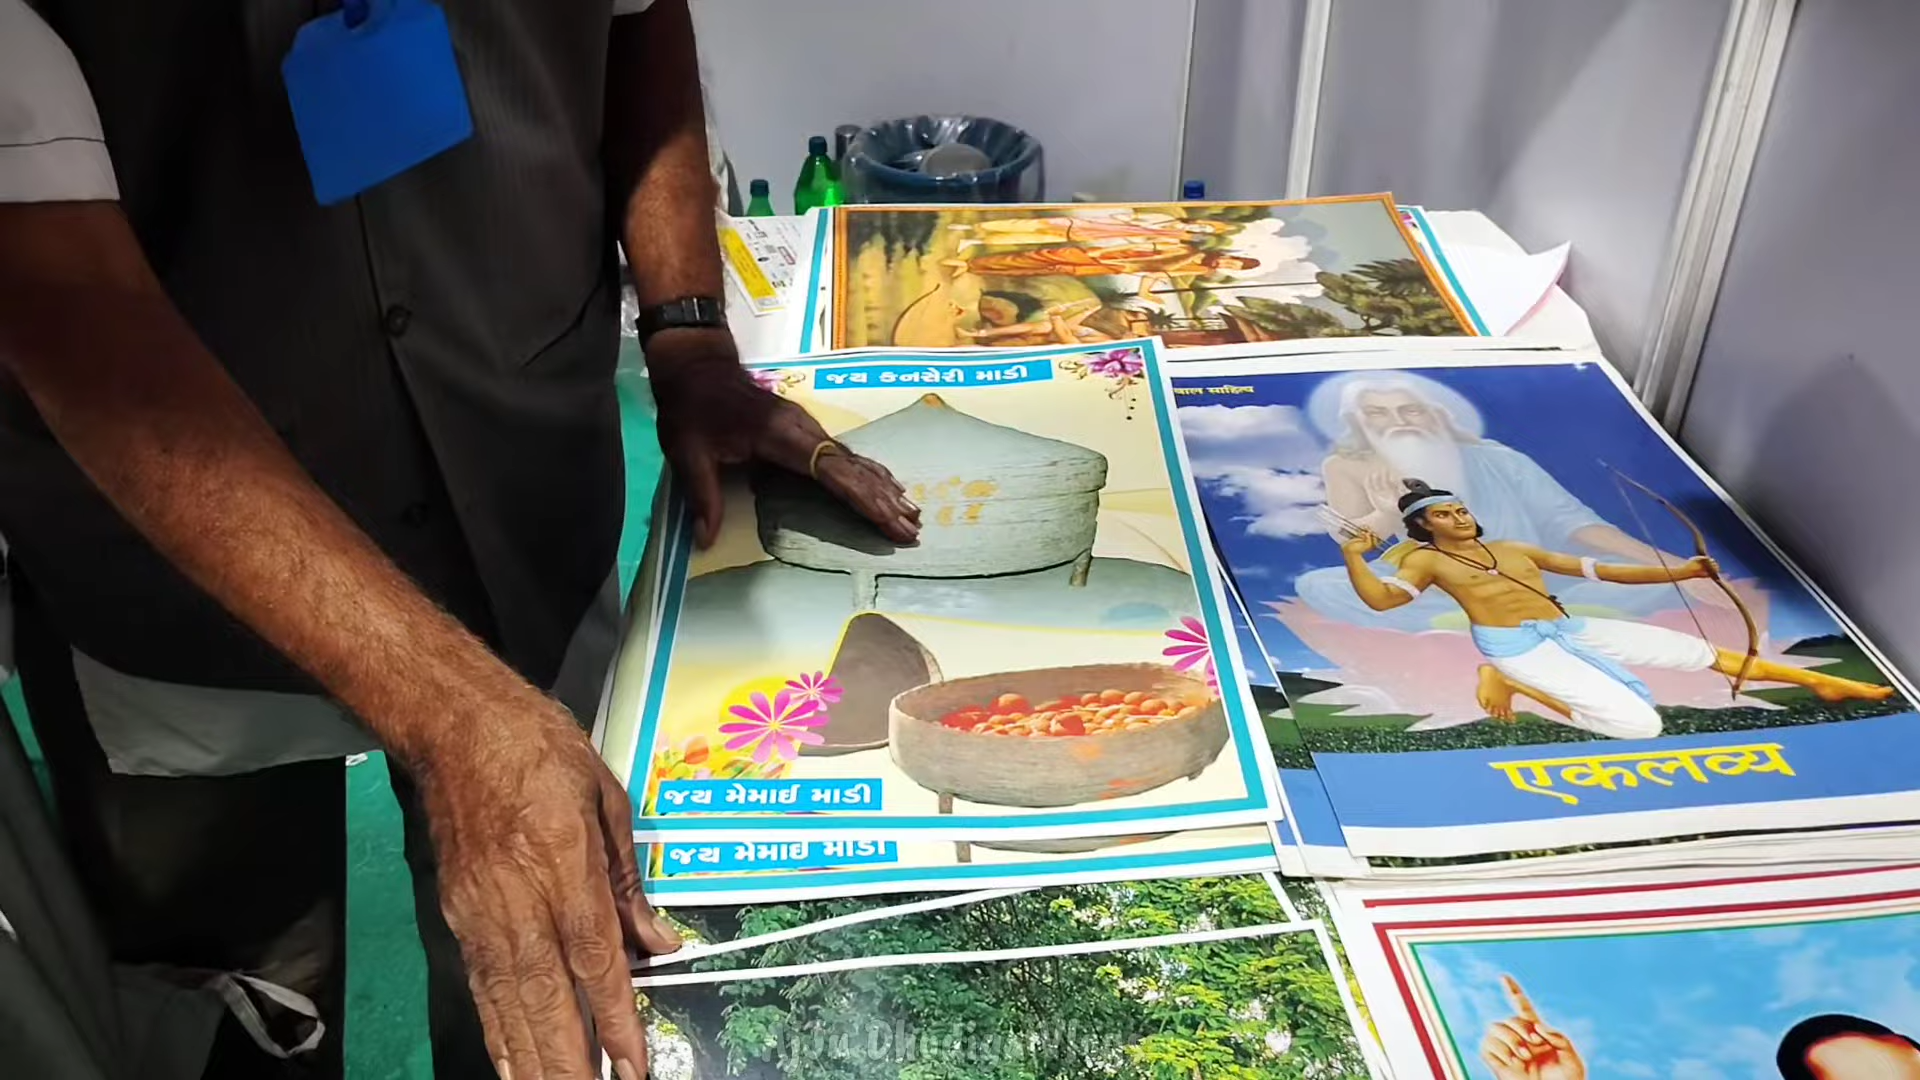 જય કનસેરી માડી
बाल साहित्य
જય મેમાઈ માડી
एकलव्य
જય મેમાઈ માડી